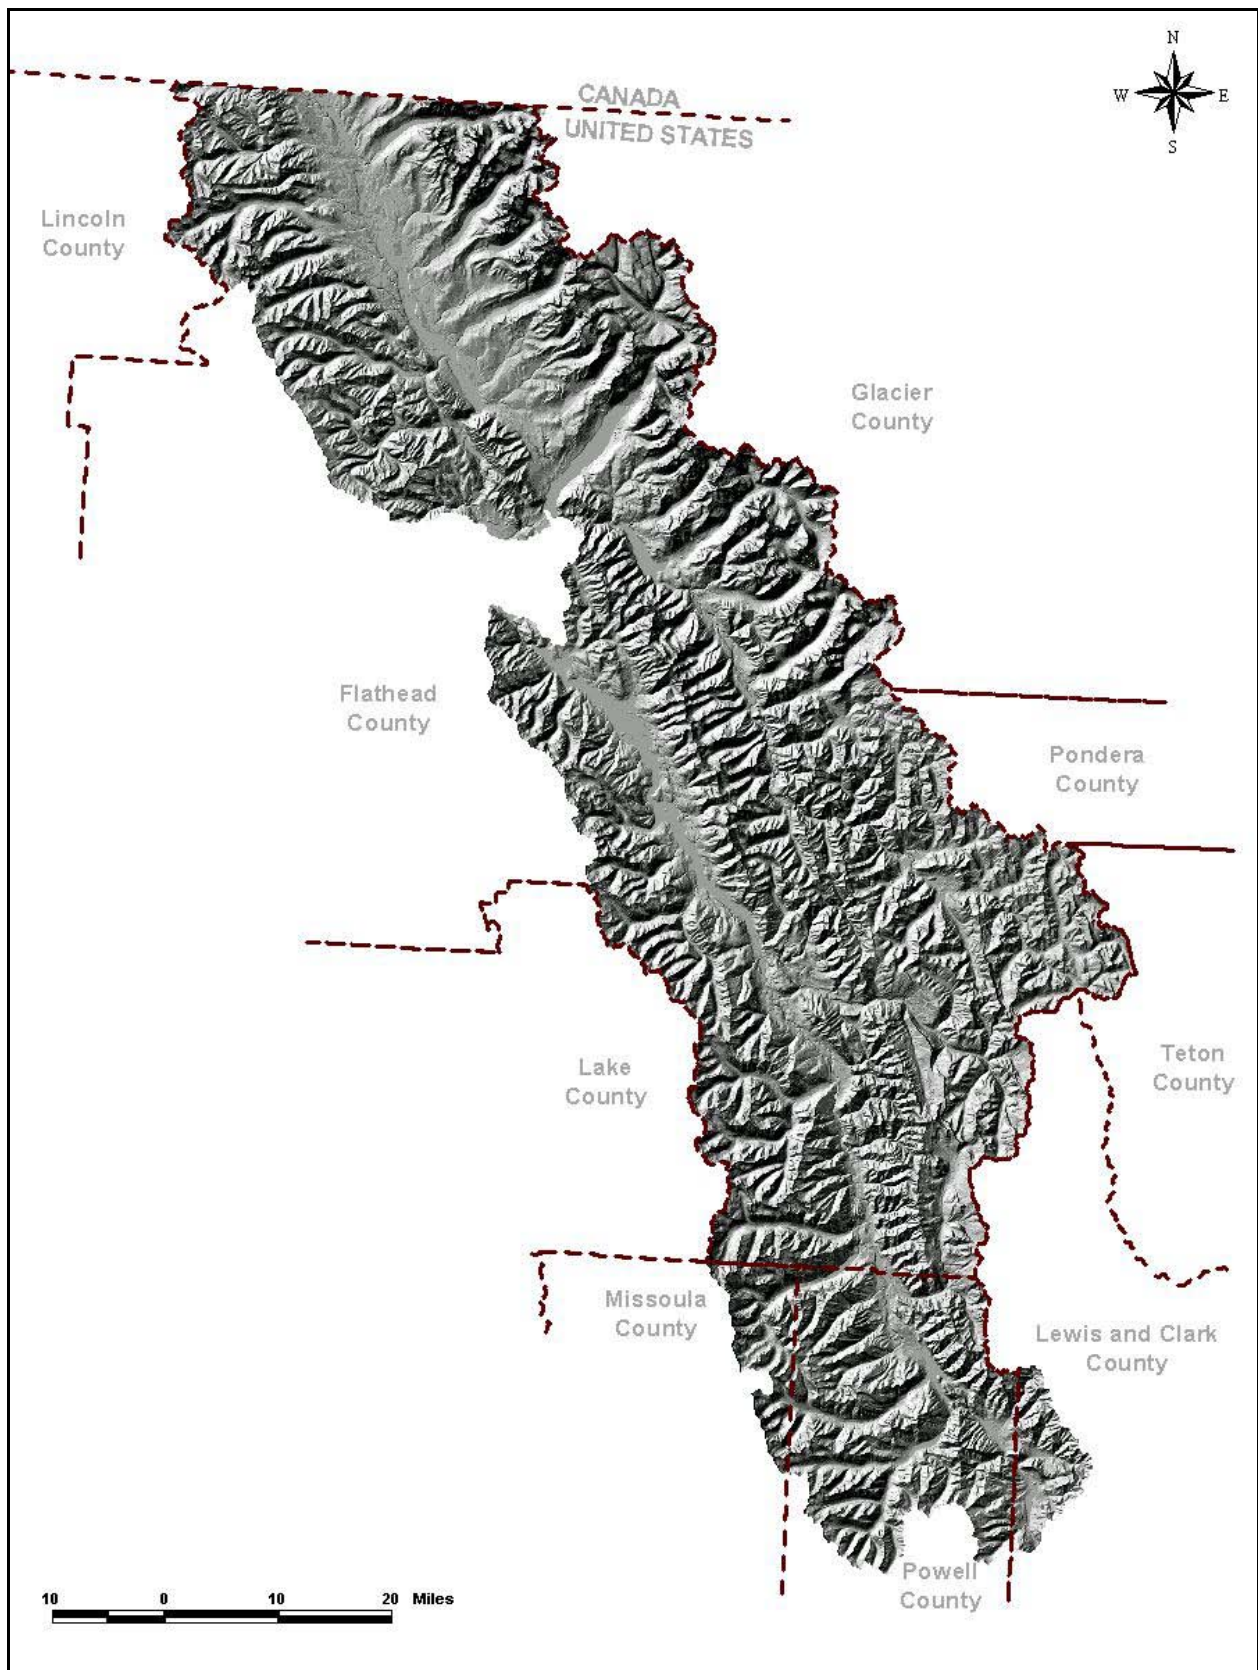 N
W E
S
CANADA
UNITED STATES
Lincoln
County
Glacier
County
Flathead
County
Pondera
County
Lake
County
Teton
County
Missoula
County
Lewis and Clark
County
Powell
County
10 0 10 20 Miles